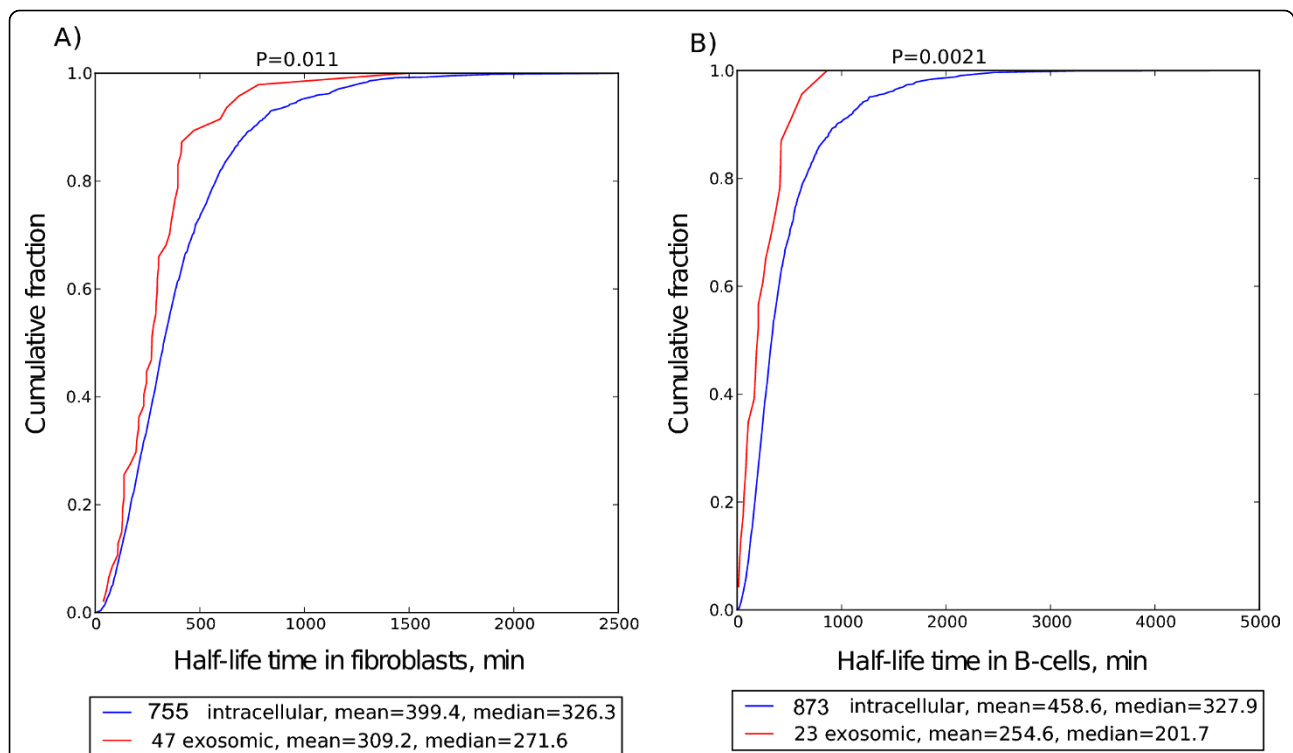 A)
P=0.011
1.0
0.8
0.6
0.4
0.2
0.0
0
500
1000
1500
2000
2500
Cumulative fraction
Half-life time in fibroblasts, min
755 intracellular, mean=399.4, median=326.3
47 exosomic, mean=309.2, median=271.6
B)
P=0.0021
1.0
0.8
0.6
0.4
0.2
0.0
0
1000
2000
3000
4000
5000
Cumulative fraction
Half-life time in B-cells, min
873 intracellular, mean=458.6, median=327.9
23 exosomic, mean=254.6, median=201.7